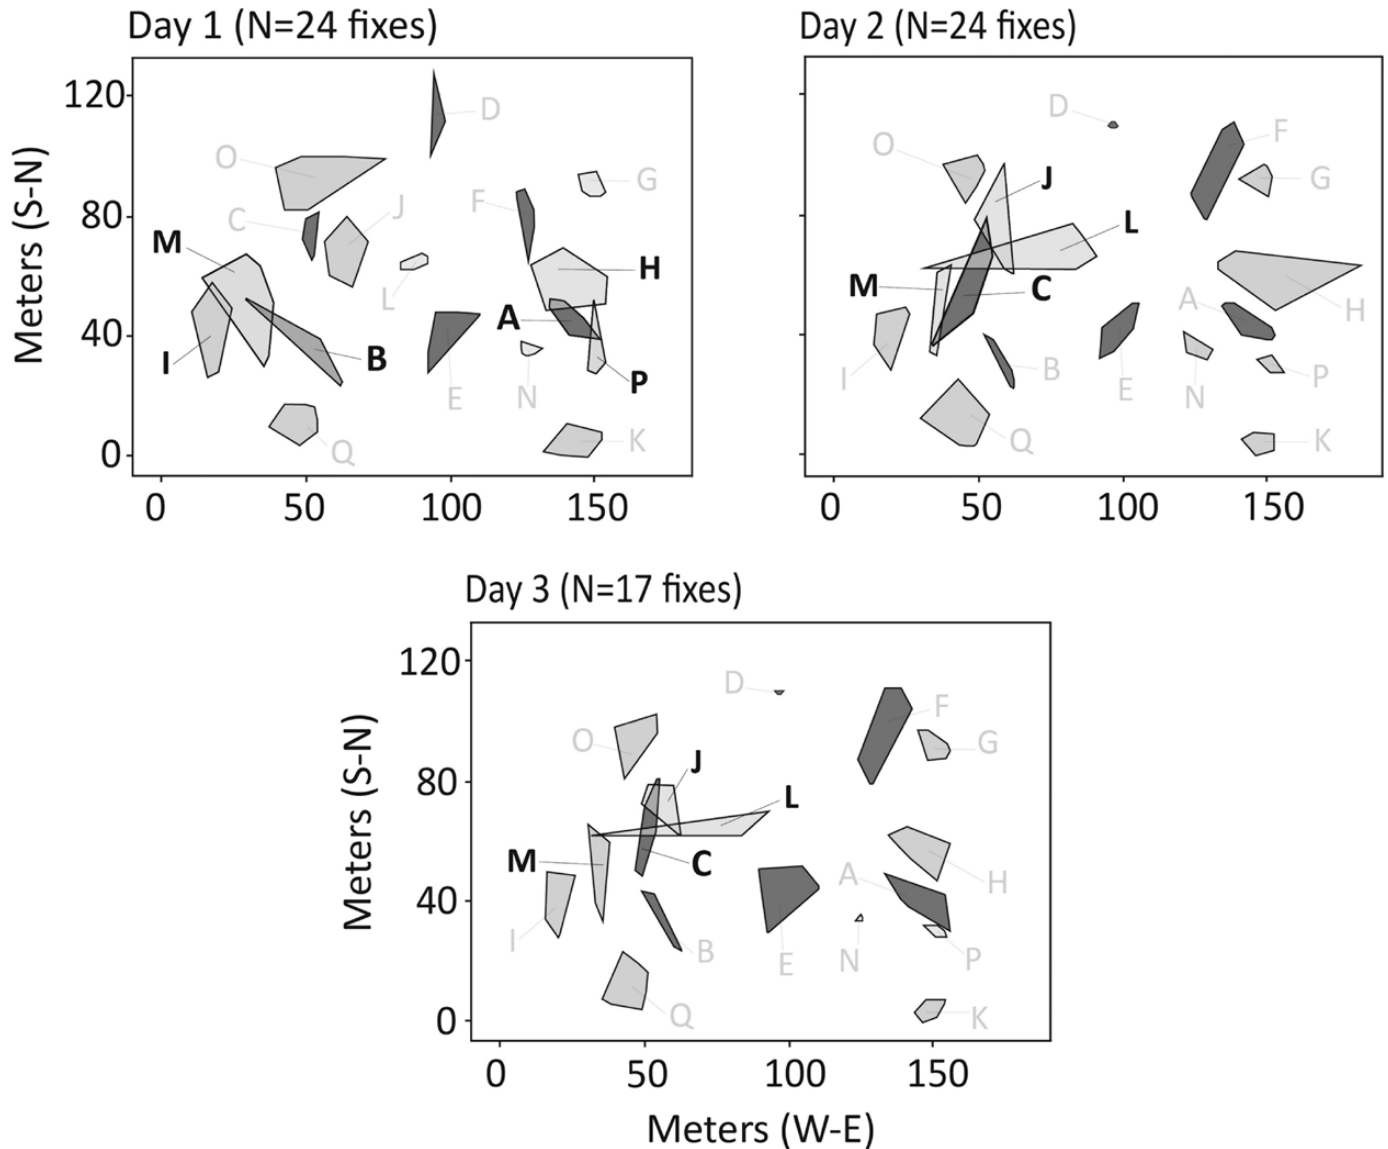 Day 1 (N=24 fixes)
Day 2 (N=24 fixes)
Meters (S-N)
120
80
40
0
0 50 100 150
D
O
G
C
J
F
M
L
H
A
I
B
E
N
P
Q
K
0 50 100 150
D
F
O
J
G
L
M
C
A
H
I
B
E
N
P
Q
K
Day 3 (N=17 fixes)
Meters (S-N)
120
80
40
0
D
F
O
G
J
L
M
C
A
H
I
B
E
N
P
Q
K
0 50 100 150
Meters (W-E)